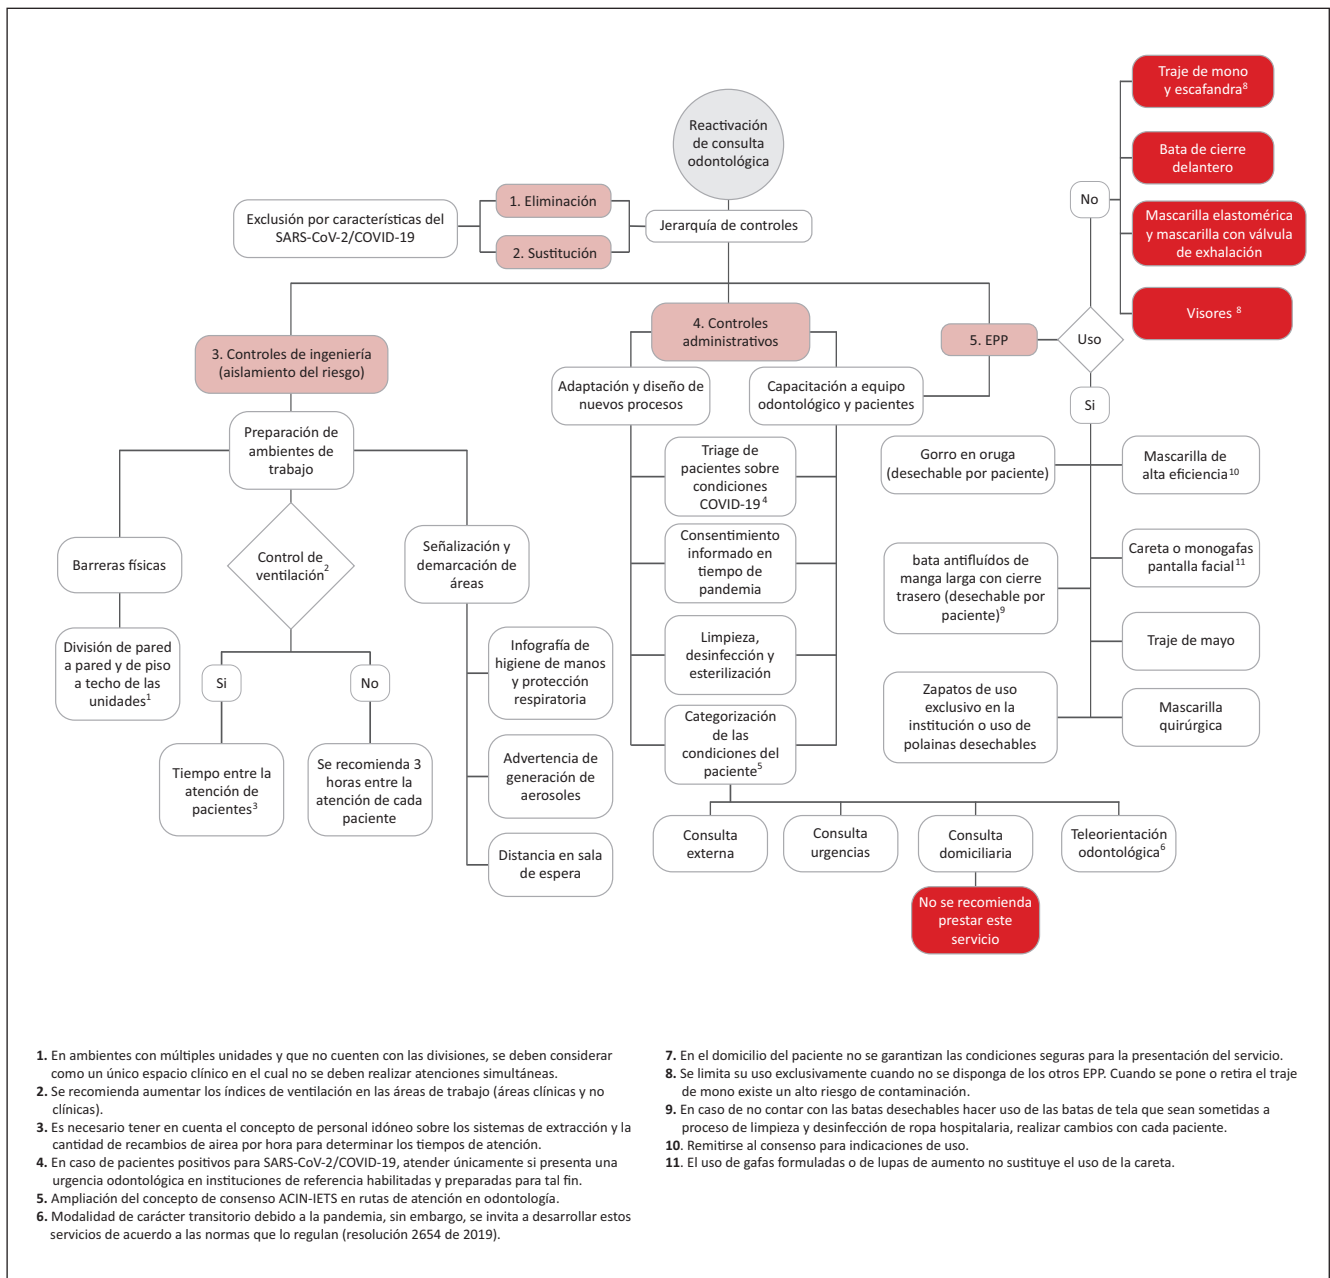 Reactivación
de consulta
odontológica
Exclusión por características del
SARS-CoV-2/COVID-19
1. Eliminación
2. Sustitución
Jerarquía de controles
3. Controles de ingeniería
(aislamiento del riesgo)
Preparación de
ambientes de
trabajo
Barreras físicas
División de pared
a pared y de piso
a techo de las
unidades1
Control de
ventilación2
Si
No
Tiempo entre la
atención de
pacientes3
Se recomienda 3
horas entre la
atención de cada
paciente
Señalización y
demarcación de
áreas
Infografía de
higiene de manos
y protección
respiratoria
Advertencia de
generación de
aerosoles
Distancia en sala
de espera
4. Controles
administrativos
Adaptación y diseño de
nuevos procesos
Capacitación a equipo
odontológico y pacientes
Triage de
pacientes sobre
condiciones
COVID-19 4
Consentimiento
informado en
tiempo de
pandemia
Limpieza,
desinfección y
esterilización
Categorización
de las
condiciones del
paciente5
Consulta
externa
Consulta
urgencias
Consulta
domiciliaria
Teleorientación
odontológica6
No se recomienda
prestar este
servicio
5. EPP
Uso
No
Traje de mono
y escafandra8
Bata de cierre
delantero
Mascarilla elastomérica
y mascarilla con válvula
de exhalación
Visores 8
Si
Gorro en oruga
(desechable por paciente)
Mascarilla de
alta eficiencia10
bata antifluídos de
manga larga con cierre
trasero (desechable por
paciente)9
Careta o monogafas
pantalla facial11
Traje de mayo
Zapatos de uso
exclusivo en la
institución o uso de
polainas desechables
Mascarilla
quirúrgica
1. En ambientes con múltiples unidades y que no cuenten con las divisiones, se deben considerar
como un único espacio clínico en el cual no se deben realizar atenciones simultáneas.
2. Se recomienda aumentar los índices de ventilación en las áreas de trabajo (áreas clínicas y no
clínicas).
3. Es necesario tener en cuenta el concepto de personal idóneo sobre los sistemas de extracción y la
cantidad de recambios de airea por hora para determinar los tiempos de atención.
4. En caso de pacientes positivos para SARS-CoV-2/COVID-19, atender únicamente si presenta una
urgencia odontológica en instituciones de referencia habilitadas y preparadas para tal fin.
5. Ampliación del concepto de consenso ACIN-IETS en rutas de atención en odontología.
6. Modalidad de carácter transitorio debido a la pandemia, sin embargo, se invita a desarrollar estos
servicios de acuerdo a las normas que lo regulan (resolución 2654 de 2019).
7. En el domicilio del paciente no se garantizan las condiciones seguras para la presentación del servicio.
8. Se limita su uso exclusivamente cuando no se disponga de los otros EPP. Cuando se pone o retira el traje
de mono existe un alto riesgo de contaminación.
9. En caso de no contar con las batas desechables hacer uso de las batas de tela que sean sometidas a
proceso de limpieza y desinfección de ropa hospitalaria, realizar cambios con cada paciente.
10. Remitirse al consenso para indicaciones de uso.
11. El uso de gafas formuladas o de lupas de aumento no sustituye el uso de la careta.